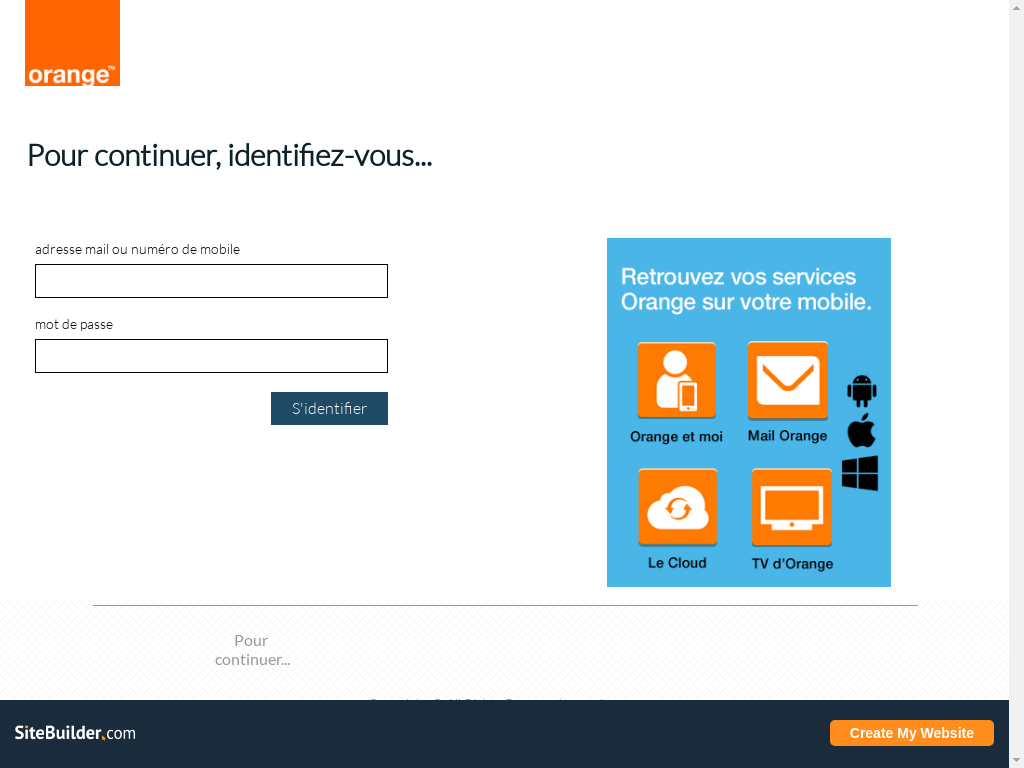 orange™
Pour continuer, identifiez-vous...
adresse mail ou numéro de mobile
mot de passe
S'identifier
Retrouvez vos services
Orange sur votre mobile.
Orange et moi
Mail Orange
Le Cloud
TV d'Orange
Pour
continuer...
SiteBuilder.com
Create My Website